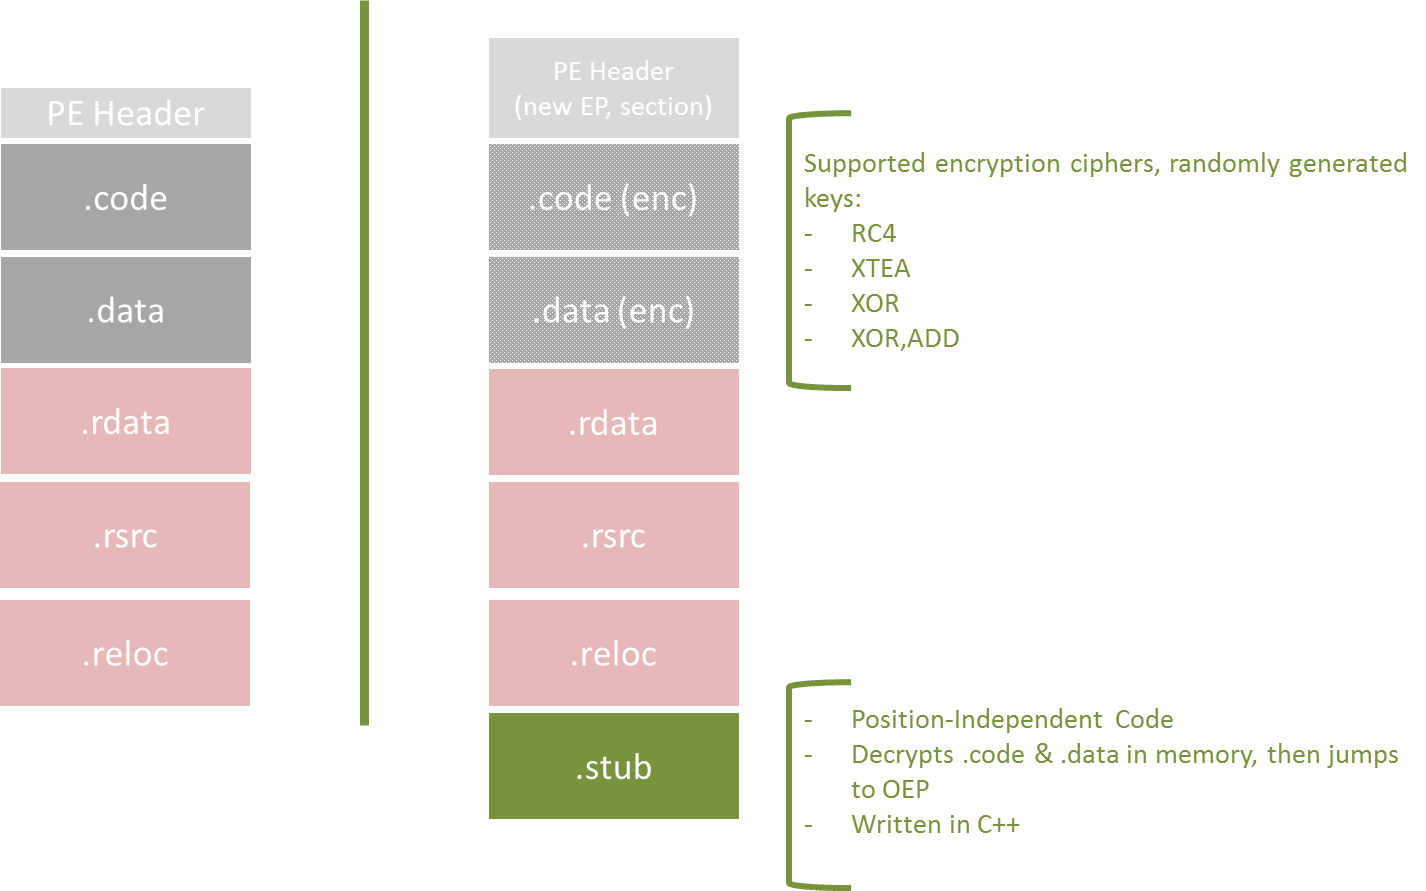 PE Header
.code
.data
.rdata
.rsrc
.reloc
PE Header
(new EP, section)
.code (enc)
.data (enc)
.rdata
.rsrc
.reloc
.stub
Supported encryption ciphers, randomly generated
keys:
- RC4
- XTEA
- XOR
- XOR,ADD
- Position-Independent Code
- Decrypts .code & .data in memory, then jumps
to OEP
- Written in C++